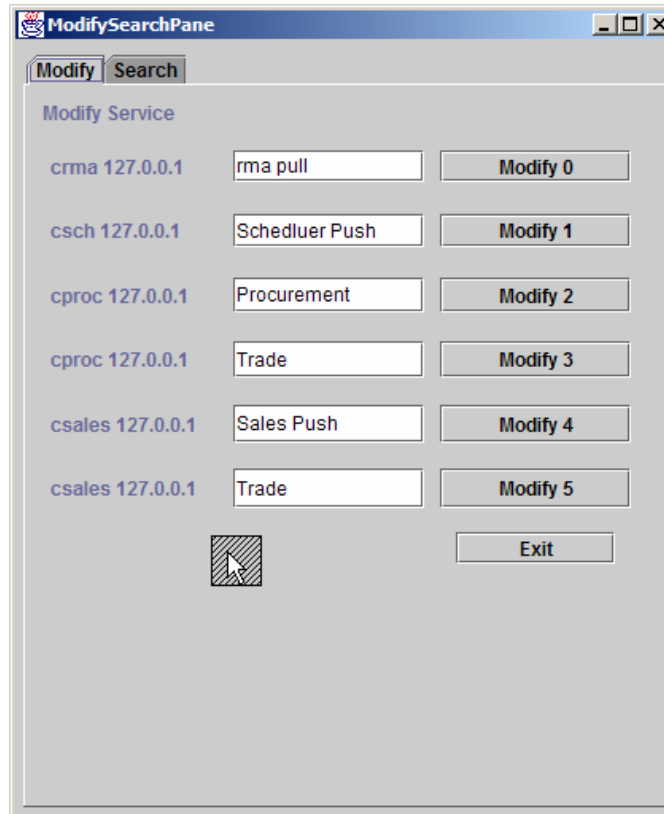 ModifySearchPane
Modify Search
Modify Service
crma 127.0.0.1 rma pull Modify 0
csch 127.0.0.1 Schedluer Push Modify 1
cproc 127.0.0.1 Procurement Modify 2
cproc 127.0.0.1 Trade Modify 3
csales 127.0.0.1 Sales Push Modify 4
csales 127.0.0.1 Trade Modify 5
Exit